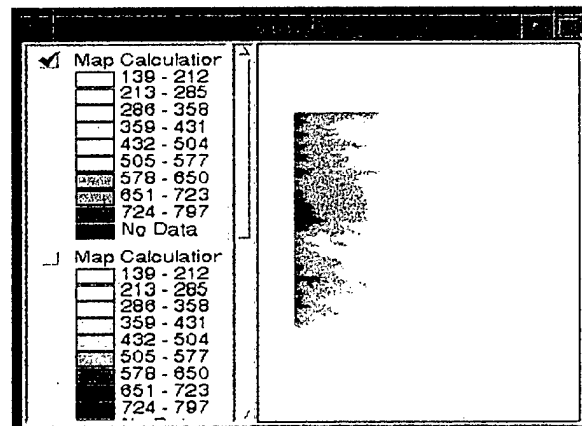 Map Calculation
139 - 212
213 - 285
286 - 358
359 - 431
432 - 504
505 - 577
578 - 650
651 - 723
724 - 797
No Data
Map Calculation
139 - 212
213 - 285
286 - 358
359 - 431
432 - 504
505 - 577
578 - 650
651 - 723
724 - 797